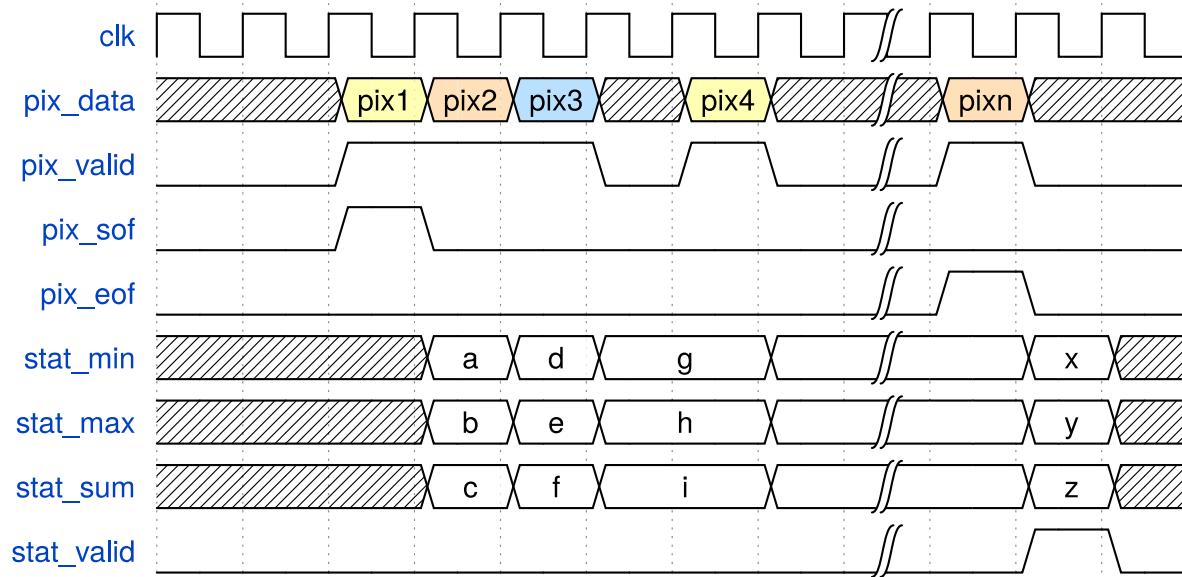 clk
pix_data pix1 pix2 pix3 pix4 pixn
pix_valid
pix_sof
pix_eof
stat_min a d g x
stat_max b e h y
stat_sum c f i z
stat_valid